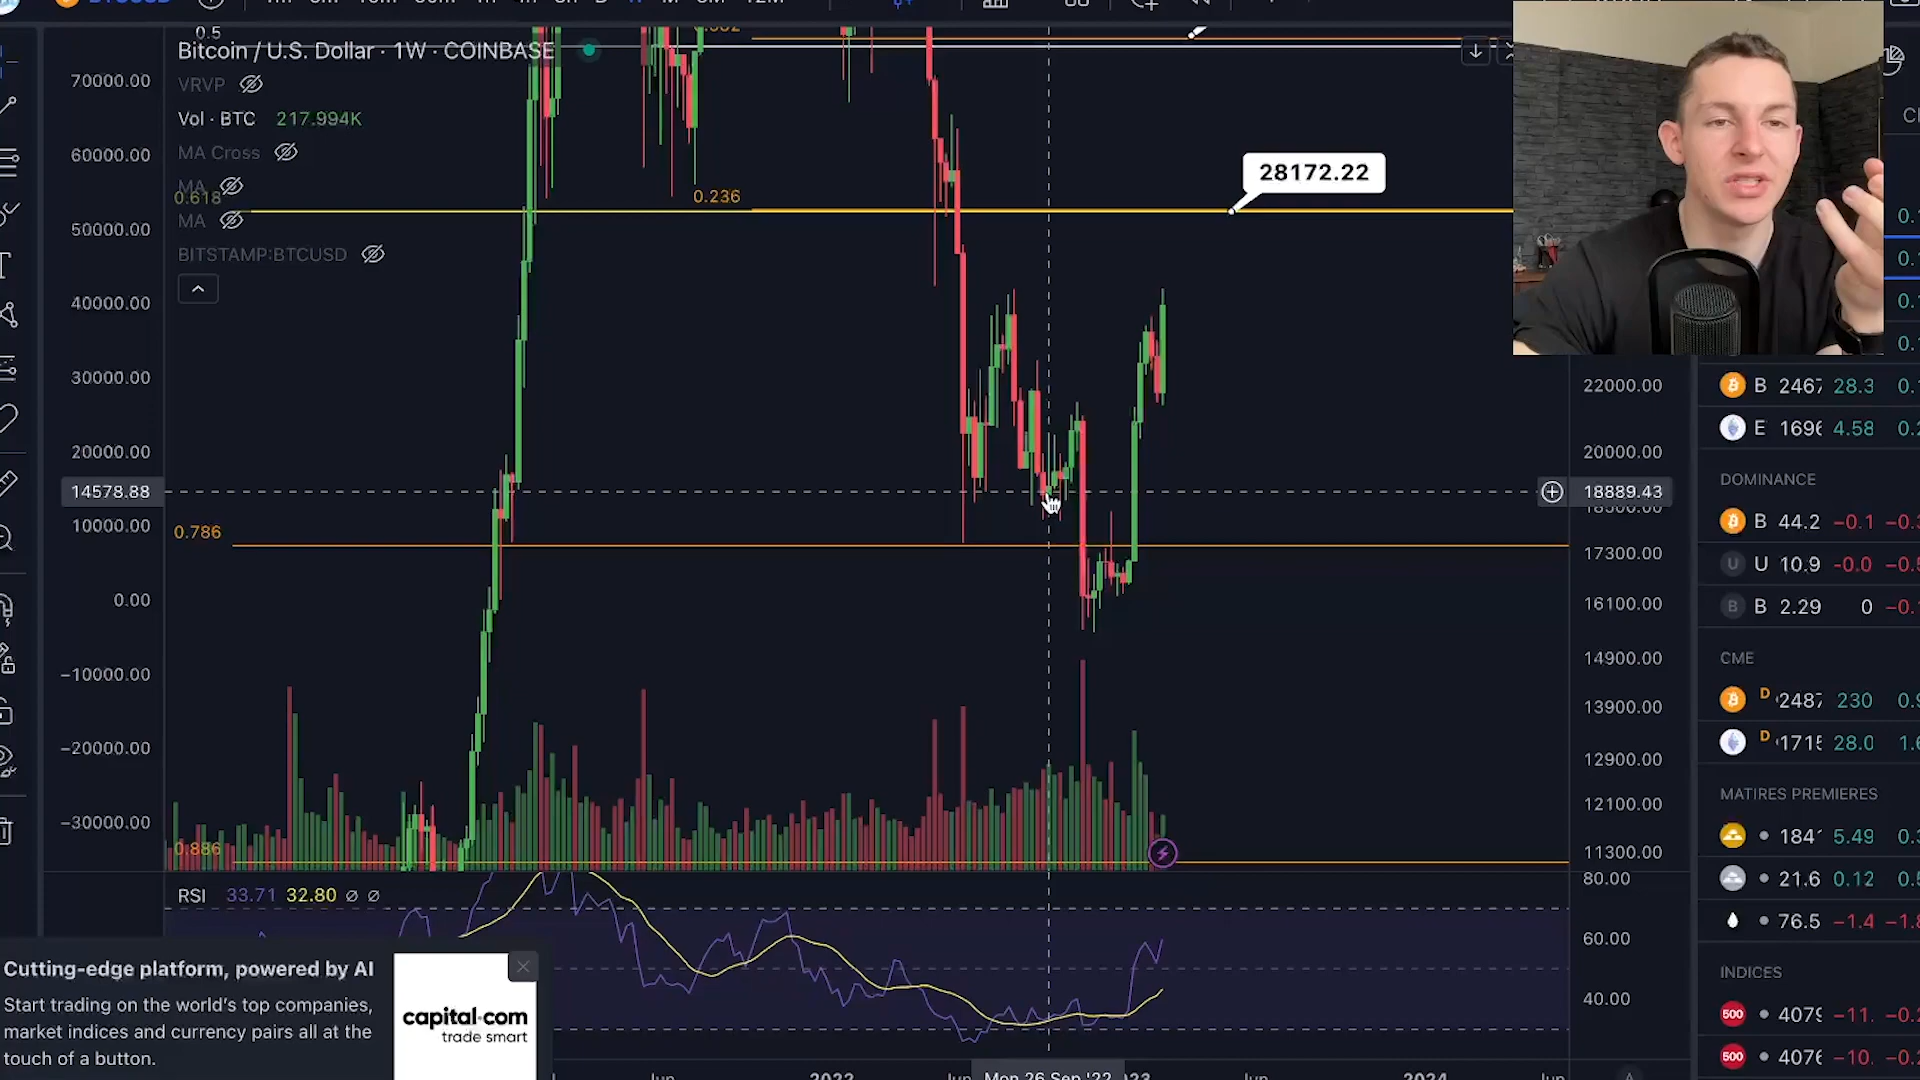 0.5
Bitcoin / U.S. Dollar · 1W · COINBASE
VRVP
Vol · BTC 217.994K
MA Cross
MA
0.618
MA
BITSTAMP:BTCUSD
0.236
28172.22
0.786
0.886
70000.00
60000.00
50000.00
40000.00
30000.00
20000.00
14578.88
10000.00
0.00
−10000.00
−20000.00
−30000.00
22000.00
20000.00
18889.43
17300.00
16100.00
14900.00
13900.00
12900.00
12100.00
11300.00
80.00
60.00
40.00
RSI 33.71 32.80
Cutting-edge platform, powered by AI
Start trading on the world's top companies,
market indices and currency pairs all at the
touch of a button.
capital.com
trade smart
2022
Mon 26 Sep '22
2024
B 2467 28.3
E 1696 4.58
DOMINANCE
B 44.2 −0.1
U 10.9 -0.0
B 2.29 0
CME
D 2487 230
D 1715 28.0
MATIRES PREMIERES
184 5.49
21.6 0.12
76.5 −1.4
INDICES
500 4079 −11.
500 4076 −10.